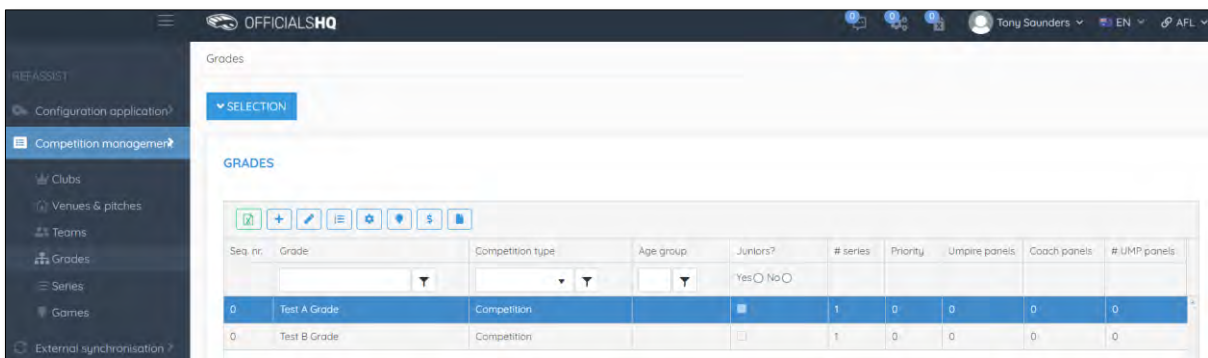 OFFICIALSHQ
0 0 0 Tony Saunders EN AFL
REFASSIST
Configuration application
Competition management
Clubs
Venues & pitches
Teams
Grades
Series
Games
External synchronisation
Grades
SELECTION
GRADES
$
Seq. nr. Grade Competition type Age group Juniors? # series Priority Umpire panels Coach panels # UMP panels
Yes No
0 Test A Grade Competition 1 0 0 0 0
0 Test B Grade Competition 1 0 0 0 0